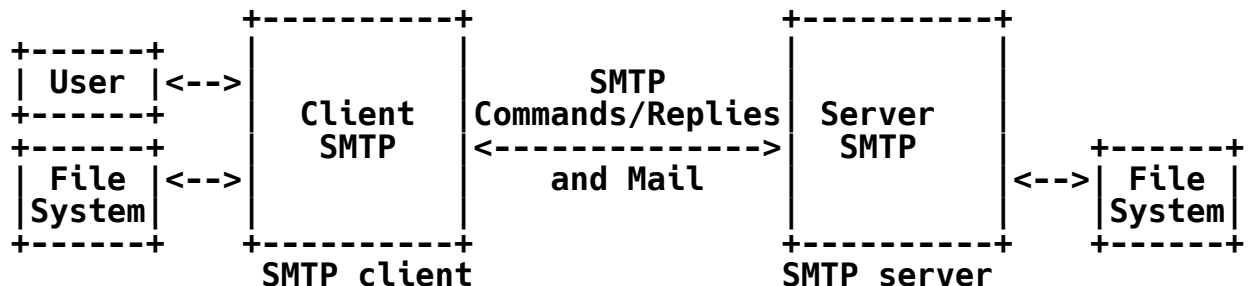 +----------+ +----------+
+------+ | | | |
| User |<-->| | SMTP | |
+------+ | Client |Commands/Replies| Server |
+------+ | SMTP |<-------------->| SMTP | +------+
| File |<-->| | and Mail | |<-->| File |
|System| | | | | |System|
+------+ +----------+ +----------+ +------+
SMTP client SMTP server